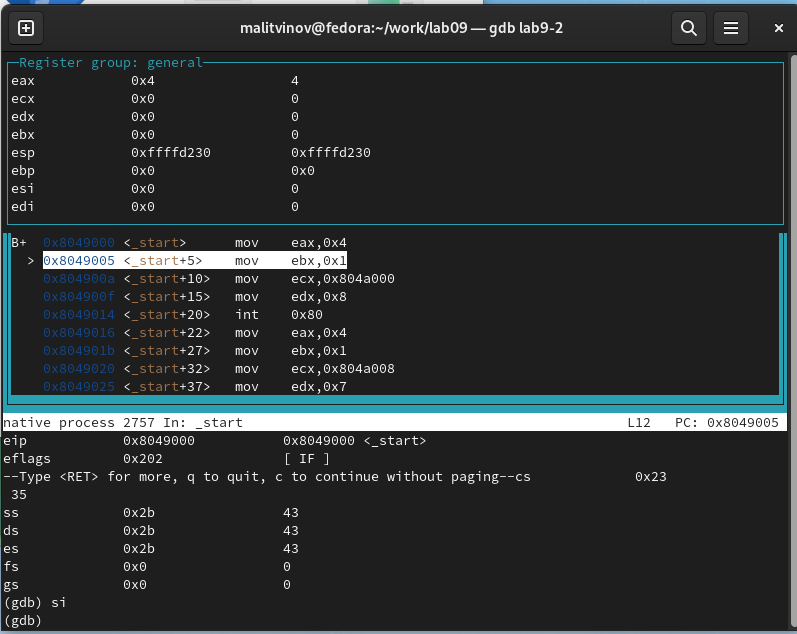 malitvinov@fedora:~/work/lab09 — gdb lab9-2
Register group: general
eax 0x4 4
ecx 0x0 0
edx 0x0 0
ebx 0x0 0
esp 0xffffd230 0xffffd230
ebp 0x0 0x0
esi 0x0 0
edi 0x0 0
B+ 0x8049000 <_start> mov eax,0x4
> 0x8049005 <_start+5> mov ebx,0x1
0x804900a <_start+10> mov ecx,0x804a000
0x804900f <_start+15> mov edx,0x8
0x8049014 <_start+20> int 0x80
0x8049016 <_start+22> mov eax,0x4
0x804901b <_start+27> mov ebx,0x1
0x8049020 <_start+32> mov ecx,0x804a008
0x8049025 <_start+37> mov edx,0x7
native process 2757 In: _start L12 PC: 0x8049005
eip 0x8049000 0x8049000 <_start>
eflags 0x202 [ IF ]
--Type <RET> for more, q to quit, c to continue without paging--cs 0x23
35
ss 0x2b 43
ds 0x2b 43
es 0x2b 43
fs 0x0 0
gs 0x0 0
(gdb) si
(gdb)